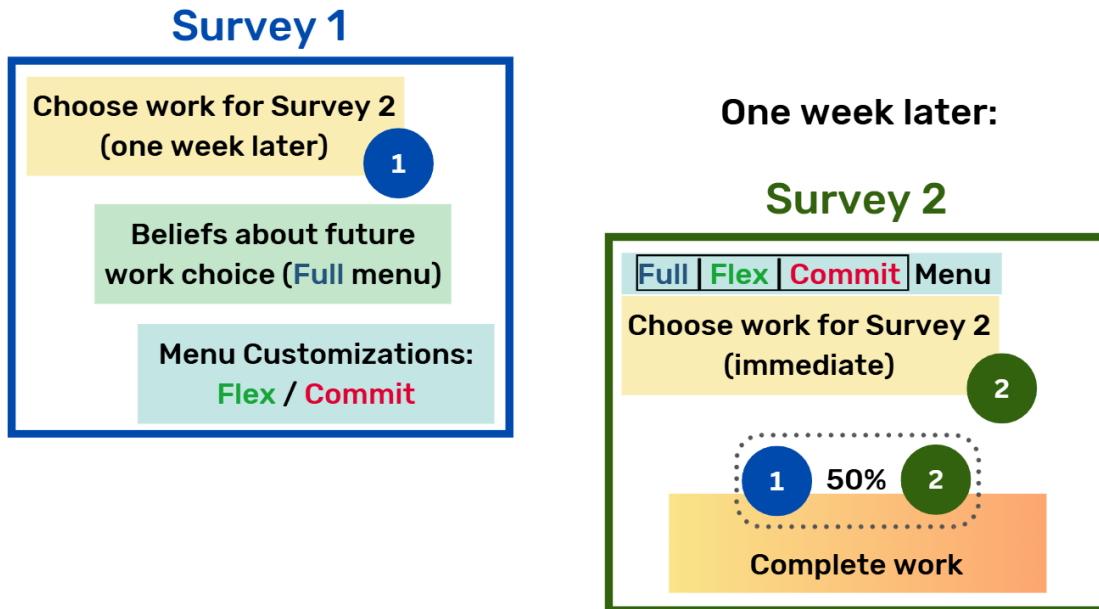 Survey 1
Choose work for Survey 2
(one week later)
1
Beliefs about future
work choice (Full menu)
Menu Customizations:
Flex / Commit
One week later:
Survey 2
Full | Flex | Commit Menu
Choose work for Survey 2
(immediate)
2
1 50% 2
Complete work